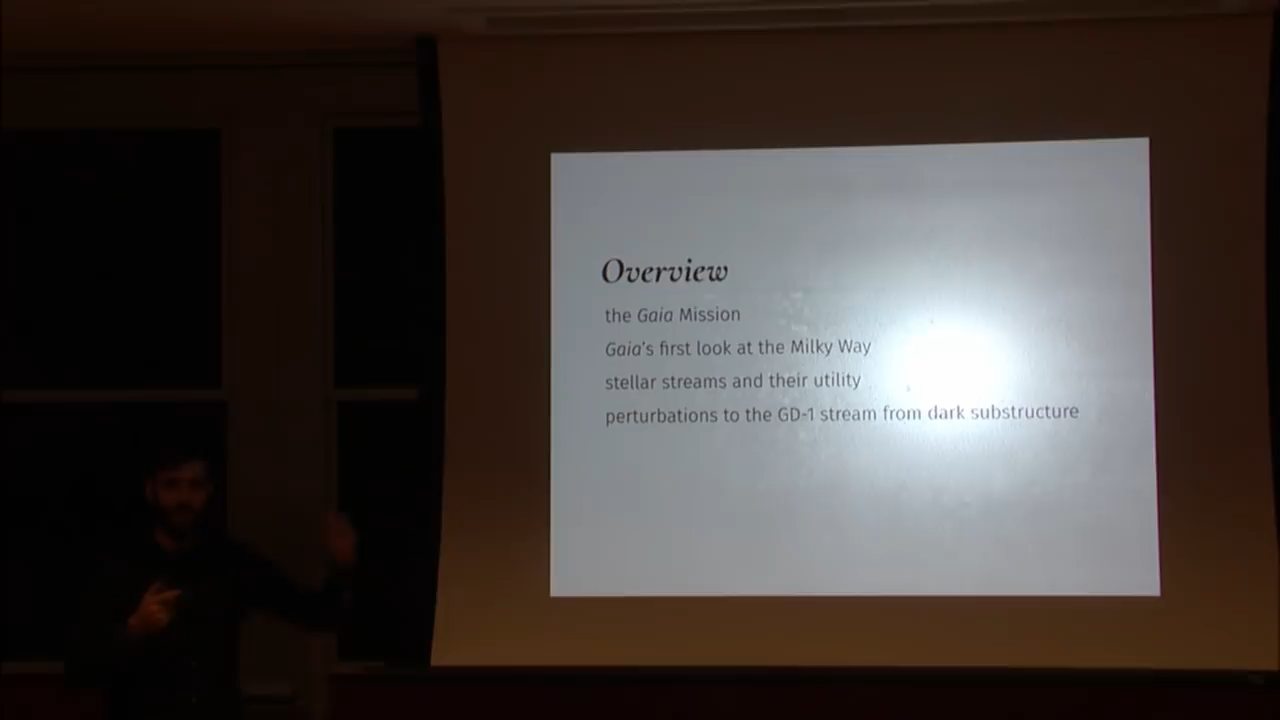 Overview
the Gaia Mission
Gaia's first look at the Milky Way
stellar streams and their utility
perturbations to the GD-1 stream from dark substructure